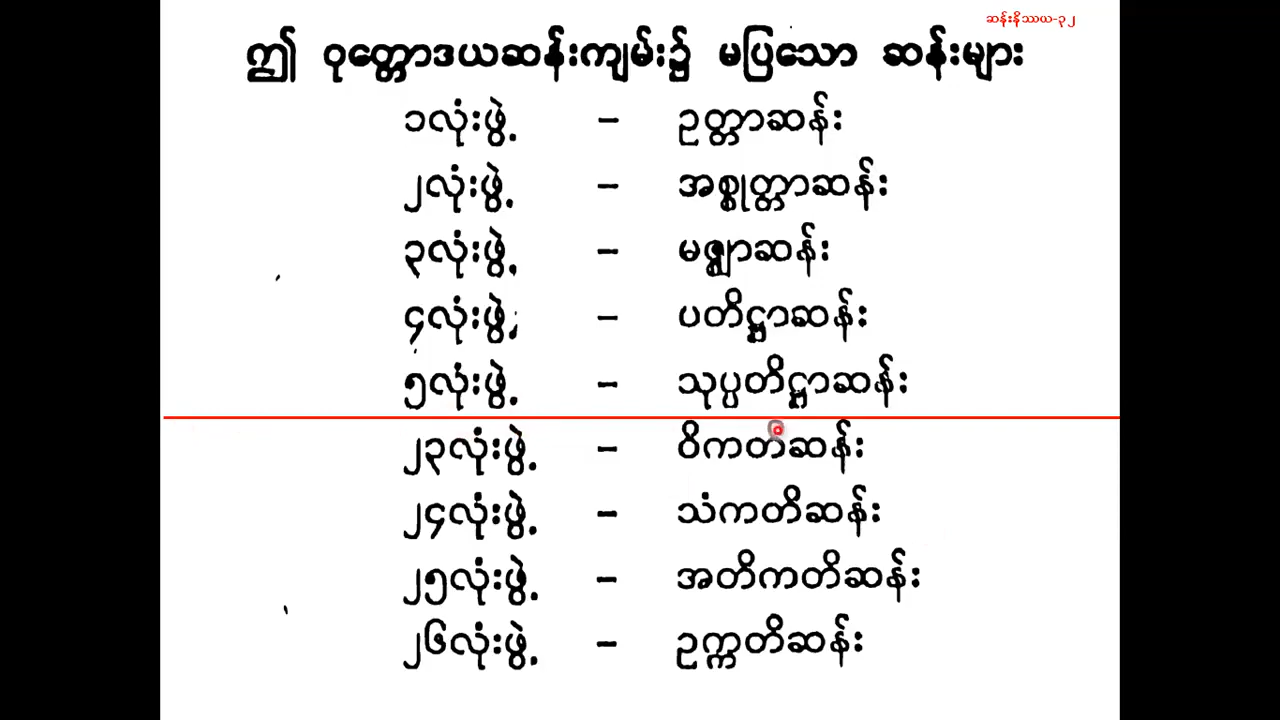 ဆန်းနိဿယ-၃၂
ဤ ဝုတ္တောဒယဆန်းကျမ်း၌ မပြသော ဆန်းများ
၁လုံးဖွဲ့ – ဥတ္တာဆန်း
၂လုံးဖွဲ့ – အစ္စုတ္တာဆန်း
၃လုံးဖွဲ့ – မဇ္ဈာဆန်း
၄လုံးဖွဲ့ – ပတိဋ္ဌာဆန်း
၅လုံးဖွဲ့ – သုပ္ပတိဋ္ဌာဆန်း
၂၃လုံးဖွဲ့ – ဝိကတိဆန်း
၂၄လုံးဖွဲ့ – သံကတိဆန်း
၂၅လုံးဖွဲ့ – အတိကတိဆန်း
၂၆လုံးဖွဲ့ – ဥက္ကတိဆန်း